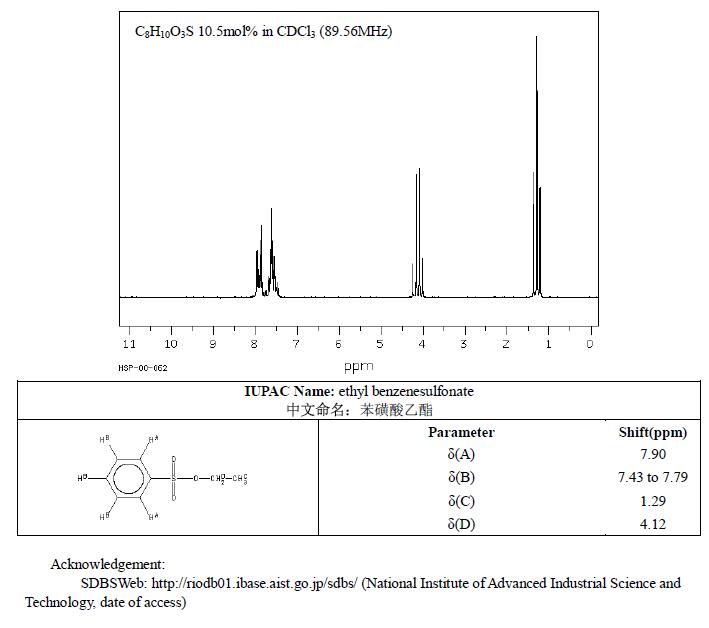 C₈H₁₀O₃S 10.5mol% in CDCl₃ (89.56MHz)
11 10 9 8 7 6 5 4 3 2 1 0
HSP-00-062
ppm
IUPAC Name: ethyl benzenesulfonate
中文命名：苯磺酸乙酯
Parameter Shift(ppm)
δ(A) 7.90
δ(B) 7.43 to 7.79
δ(C) 1.29
δ(D) 4.12
Acknowledgement:
SDBSWeb: http://riodb01.ibase.aist.go.jp/sdbs/ (National Institute of Advanced Industrial Science and
Technology, date of access)